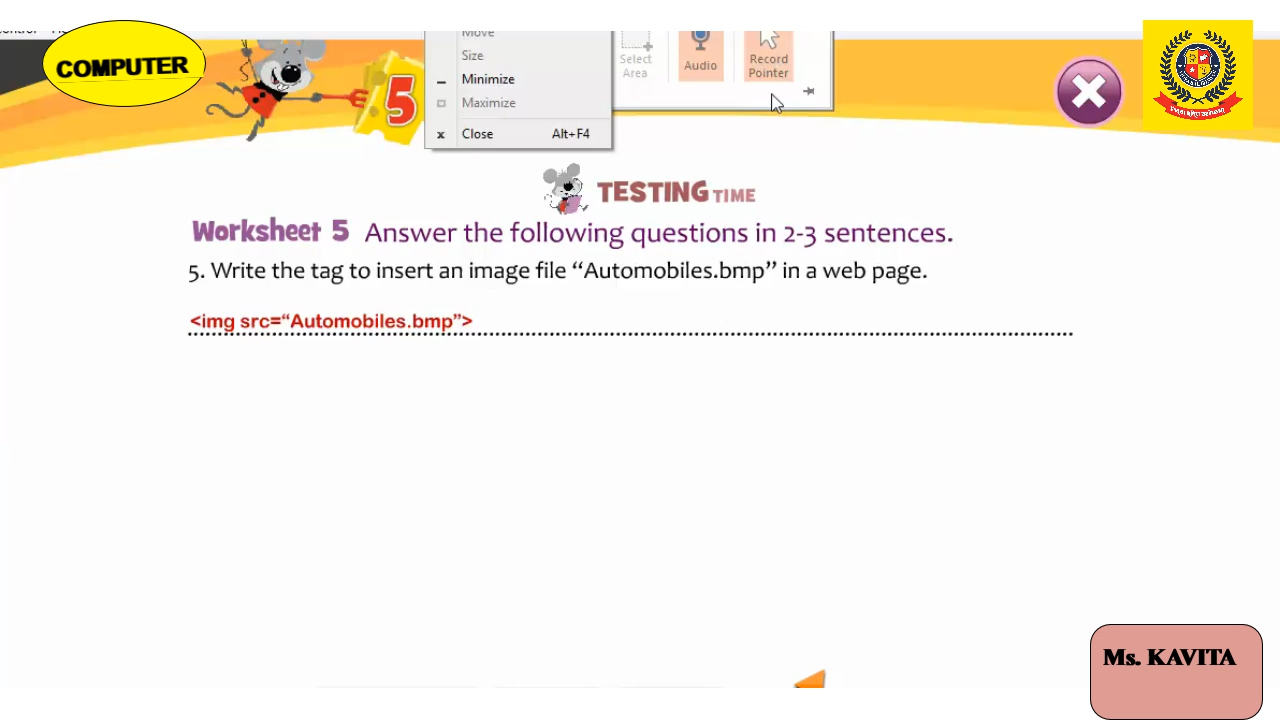 COMPUTER
5
Move
Size
Minimize
Maximize
Close Alt+F4
Select
Area
Audio
Record
Pointer
TESTING TIME
Worksheet 5 Answer the following questions in 2-3 sentences.
5. Write the tag to insert an image file “Automobiles.bmp” in a web page.
<img src=“Automobiles.bmp”>
Ms. KAVITA